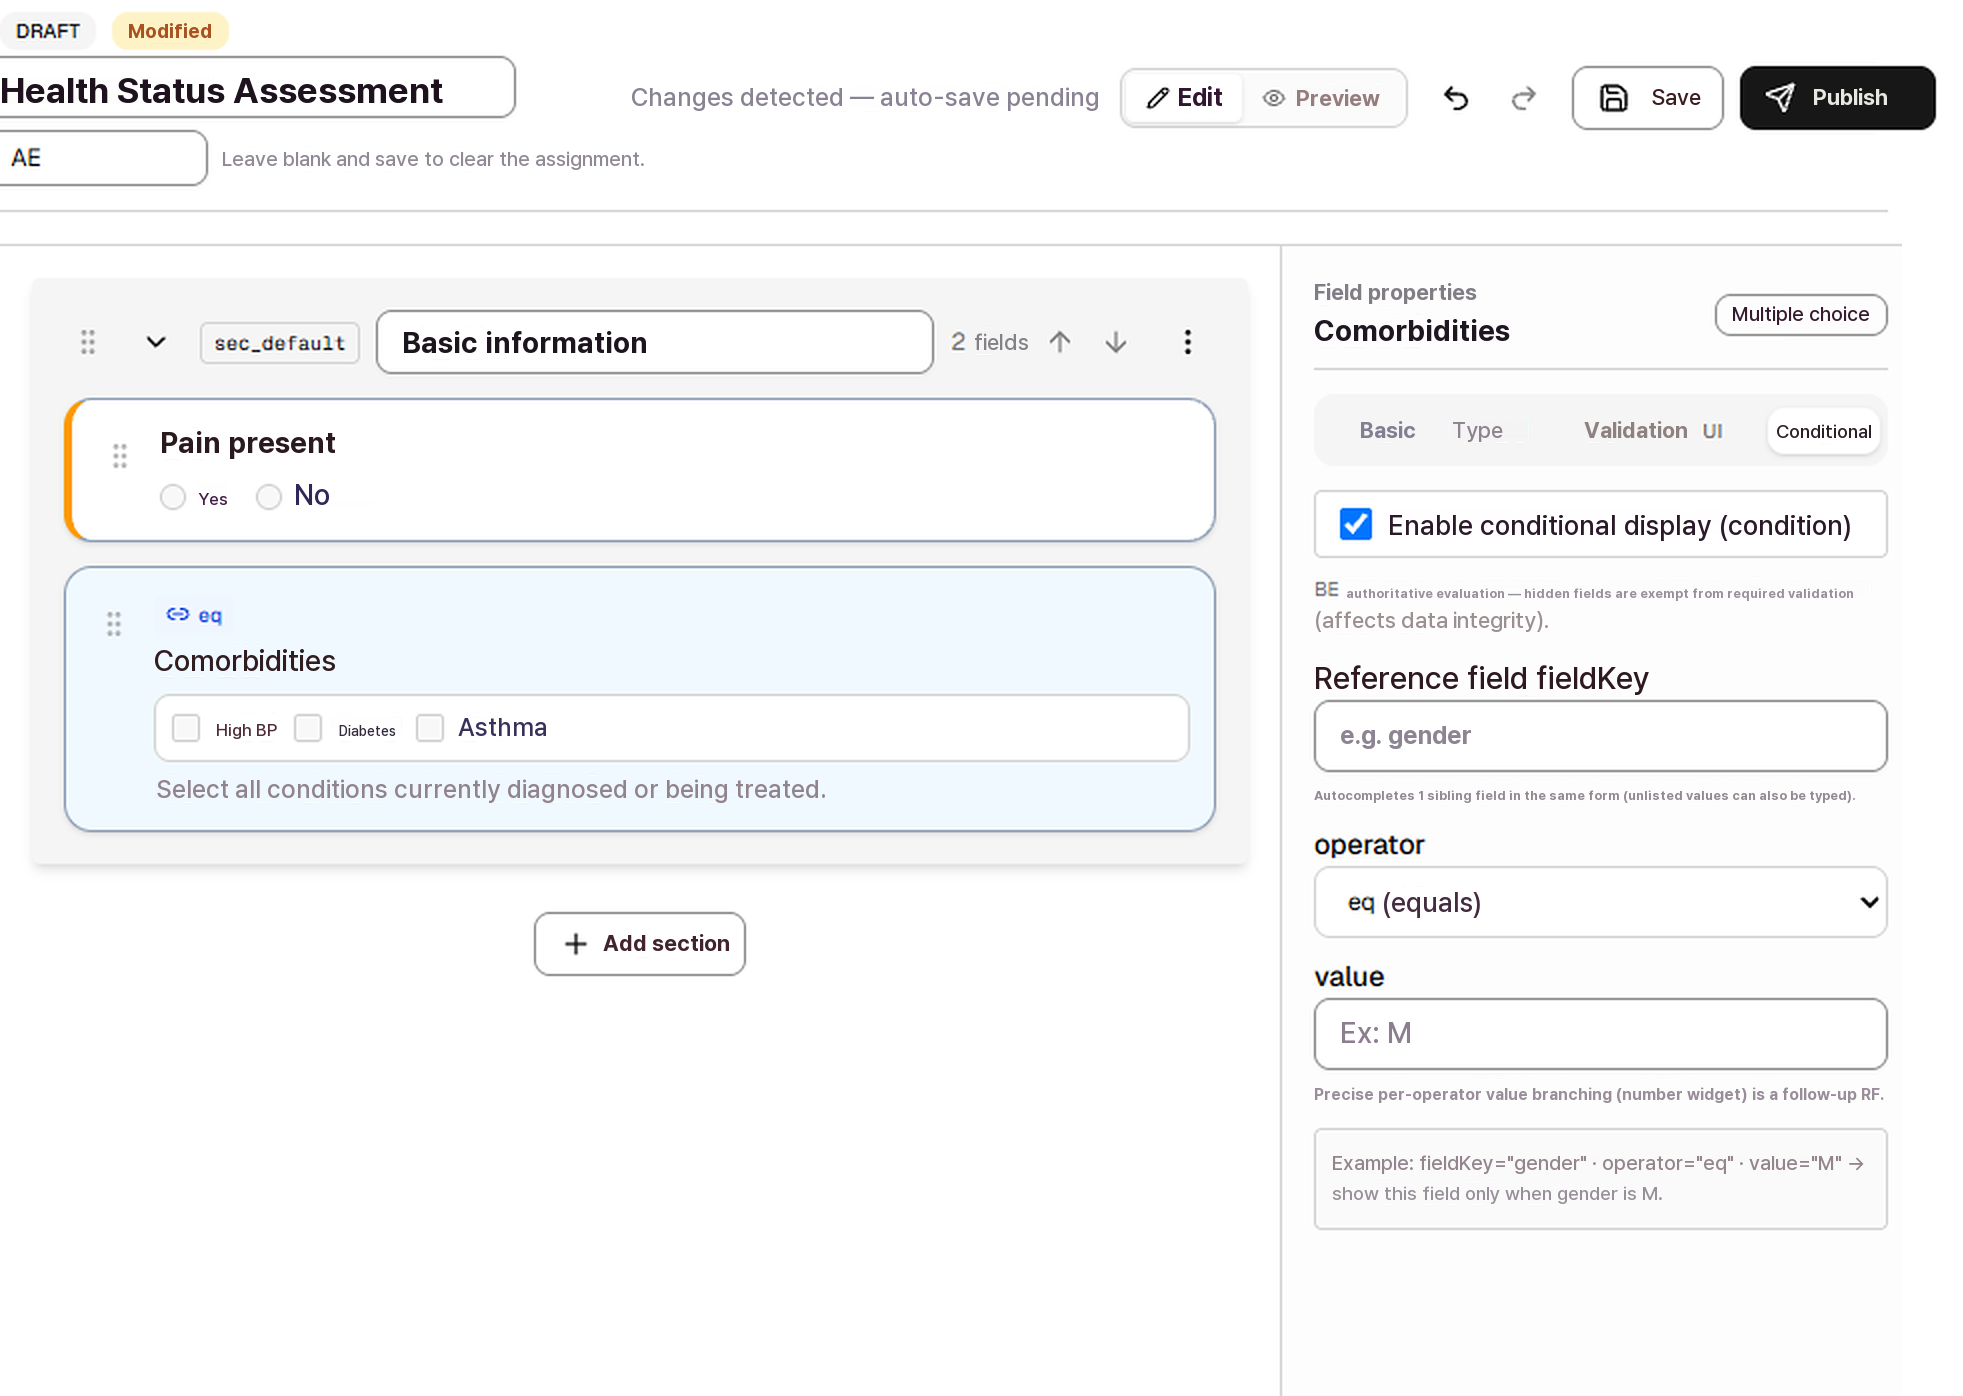 DRAFT Modified
Health Status Assessment
Changes detected — auto-save pending
Edit Preview Save Publish
AE Leave blank and save to clear the assignment.
sec_default Basic information 2 fields
Pain present
Yes No
eq
Comorbidities
High BP Diabetes Asthma
Select all conditions currently diagnosed or being treated.
Add section
Field properties
Comorbidities
Multiple choice
Basic Type Validation UI Conditional
Enable conditional display (condition)
BE authoritative evaluation — hidden fields are exempt from required validation
(affects data integrity).
Reference field fieldKey
e.g. gender
Autocompletes 1 sibling field in the same form (unlisted values can also be typed).
operator
eq (equals)
value
Ex: M
Precise per-operator value branching (number widget) is a follow-up RF.
Example: fieldKey="gender" · operator="eq" · value="M" →
show this field only when gender is M.